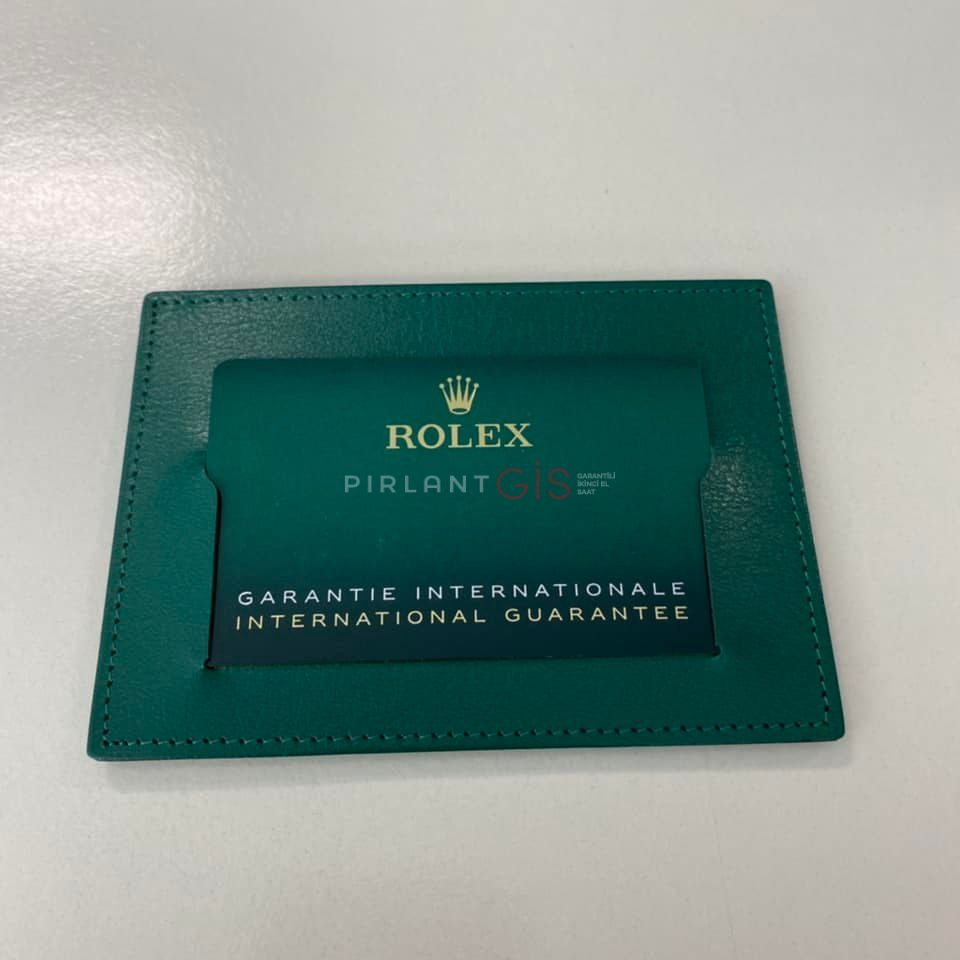 ROLEX
PIRLANTGİS
GARANTİLİ
İKİNCİ EL
SAAT
GARANTIE INTERNATIONALE
INTERNATIONAL GUARANTEE